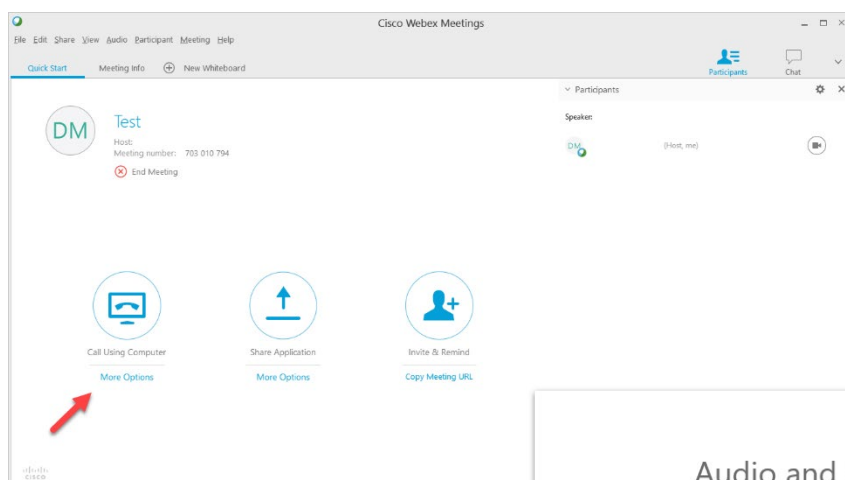 Cisco Webex Meetings
File Edit Share View Audio Participant Meeting Help
Quick Start Meeting Info New Whiteboard
Participants Chat
Participants
DM
Test
Host:
Meeting number: 703 010 794
End Meeting
Speaker:
DM (Host, me)
Call Using Computer Share Application Invite & Remind
More Options More Options Copy Meeting URL
Audio and
CISCO